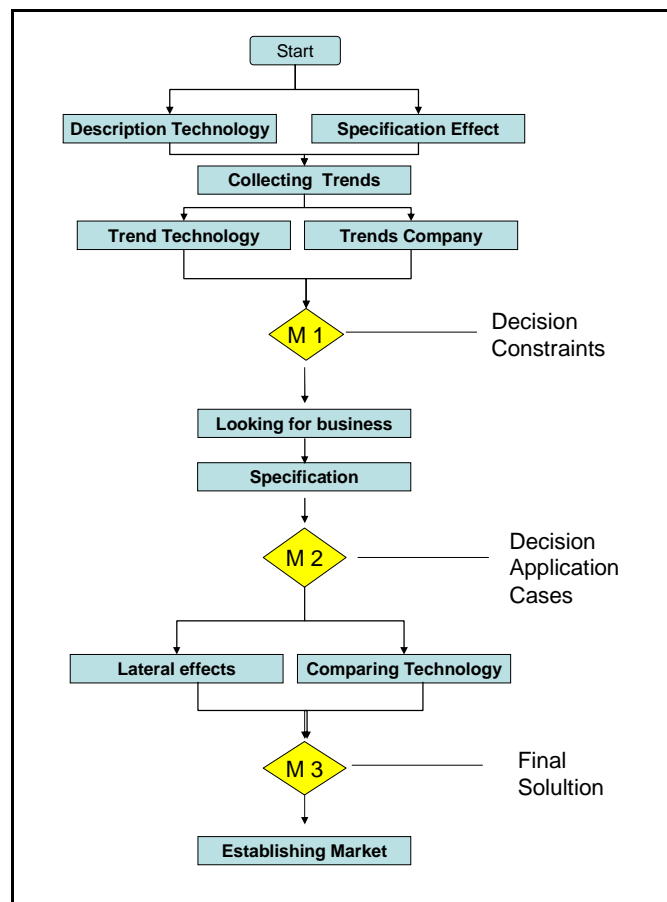 Start
Description Technology
Specification Effect
Collecting Trends
Trend Technology
Trends Company
M 1
Decision
Constraints
Looking for business
Specification
M 2
Decision
Application
Cases
Lateral effects
Comparing Technology
M 3
Final
Solultion
Establishing Market